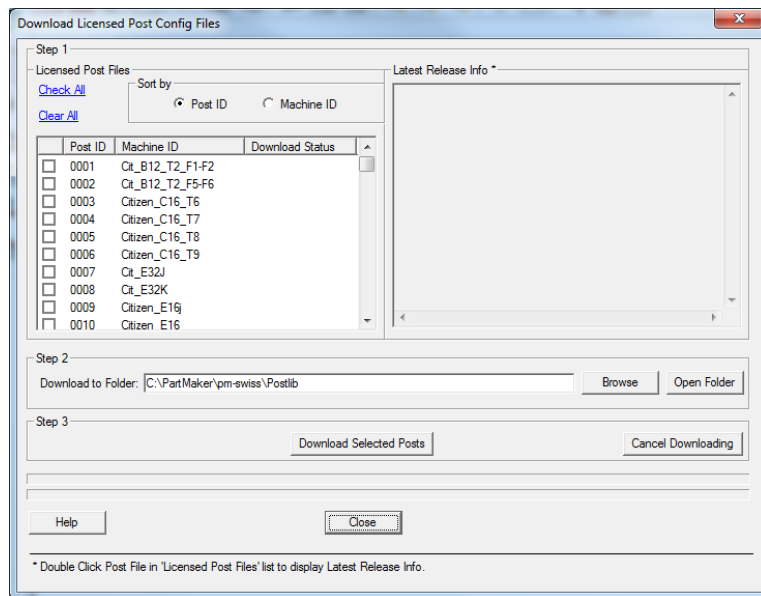 Download Licensed Post Config Files
Step 1
Licensed Post Files
Check All
Clear All
Sort by
Post ID
Machine ID
Post ID Machine ID Download Status
0001 Cit_B12_T2_F1-F2
0002 Cit_B12_T2_F5-F6
0003 Citizen_C16_T6
0004 Citizen_C16_T7
0005 Citizen_C16_T8
0006 Citizen_C16_T9
0007 Cit_E32J
0008 Cit_E32K
0009 Citizen_E16j
0010 Citizen_E16
Latest Release Info *
Step 2
Download to Folder: C:\PartMaker\pm-swiss\Postlib
Browse
Open Folder
Step 3
Download Selected Posts
Cancel Downloading
Help
Close
* Double Click Post File in 'Licensed Post Files' list to display Latest Release Info.